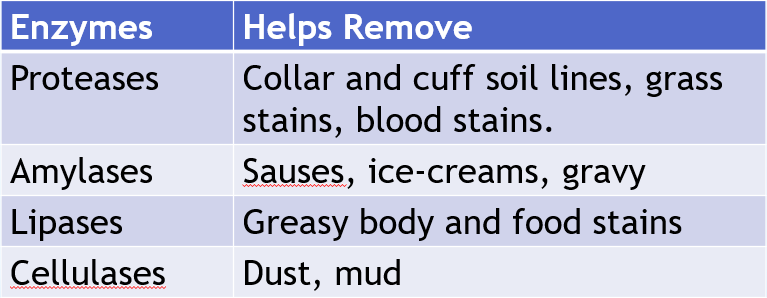 Enzymes Helps Remove
Proteases Collar and cuff soil lines, grass
stains, blood stains.
Amylases Sauses, ice-creams, gravy
Lipases Greasy body and food stains
Cellulases Dust, mud